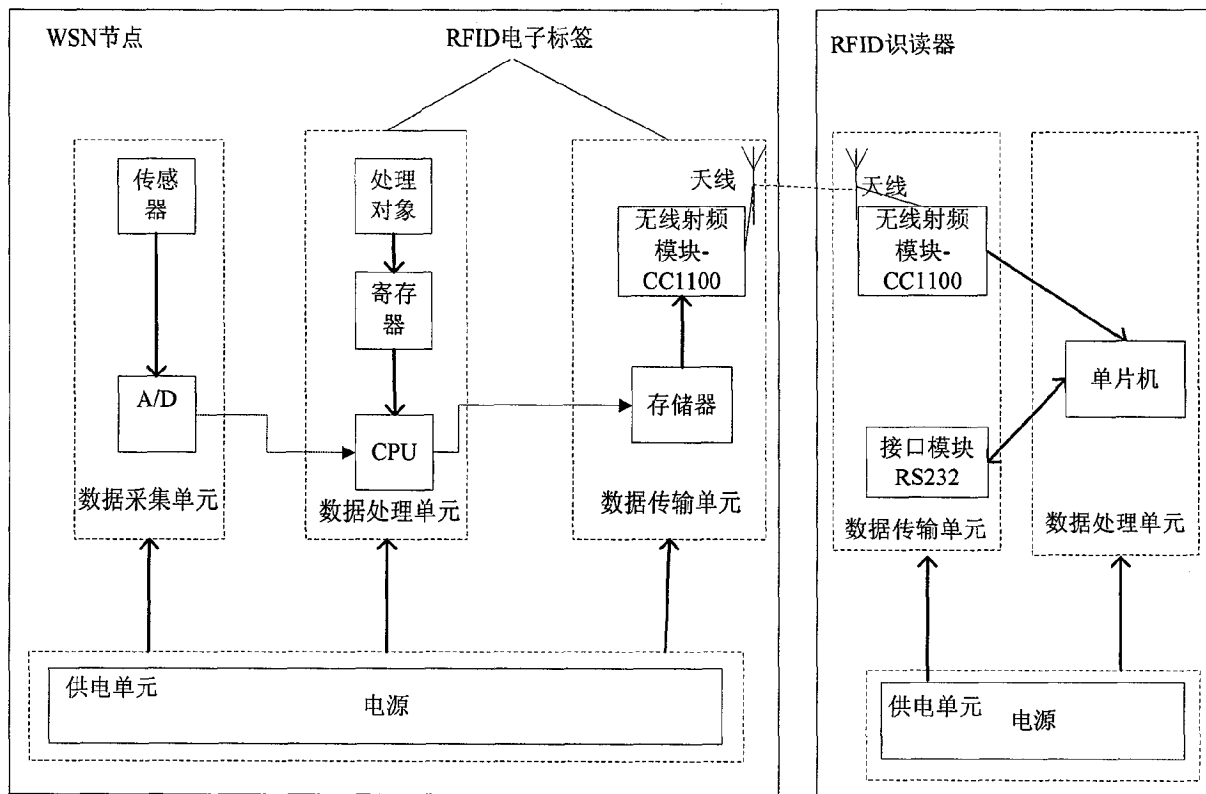 WSN节点
RFID电子标签
传感
器
A/D
数据采集单元
处理
对象
寄存
器
CPU
数据处理单元
天线
无线射频
模块-
CC1100
存储器
数据传输单元
供电单元
电源
RFID识读器
天线
无线射频
模块-
CC1100
接口模块
RS232
数据传输单元
单片机
数据处理单元
供电单元
电源